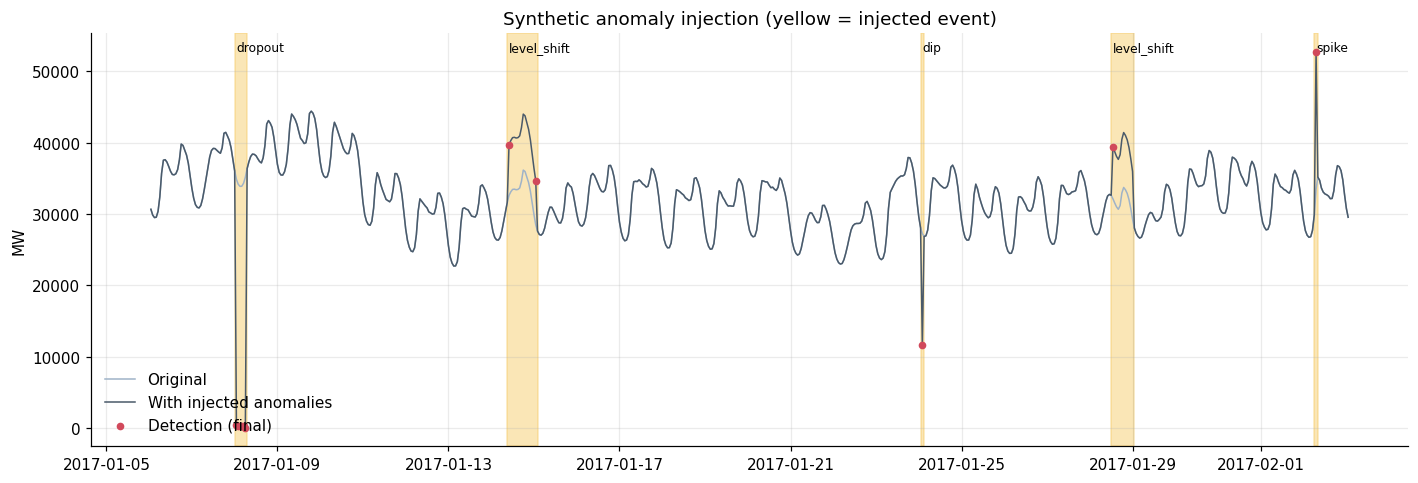 Synthetic anomaly injection (yellow = injected event)
dropout
level_shift
dip
level_shift
spike
MW
50000
40000
30000
20000
10000
0
Original
With injected anomalies
Detection (final)
2017-01-05
2017-01-09
2017-01-13
2017-01-17
2017-01-21
2017-01-25
2017-01-29
2017-02-01